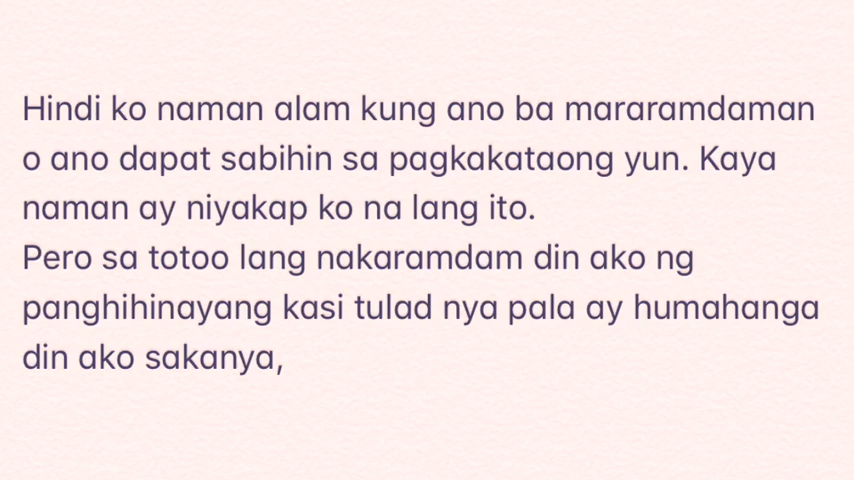 Hindi ko naman alam kung ano ba mararamdaman
o ano dapat sabihin sa pagkakataong yun. Kaya
naman ay niyakap ko na lang ito.
Pero sa totoo lang nakaramdam din ako ng
panghihinayang kasi tulad nya pala ay humahanga
din ako sakanya,